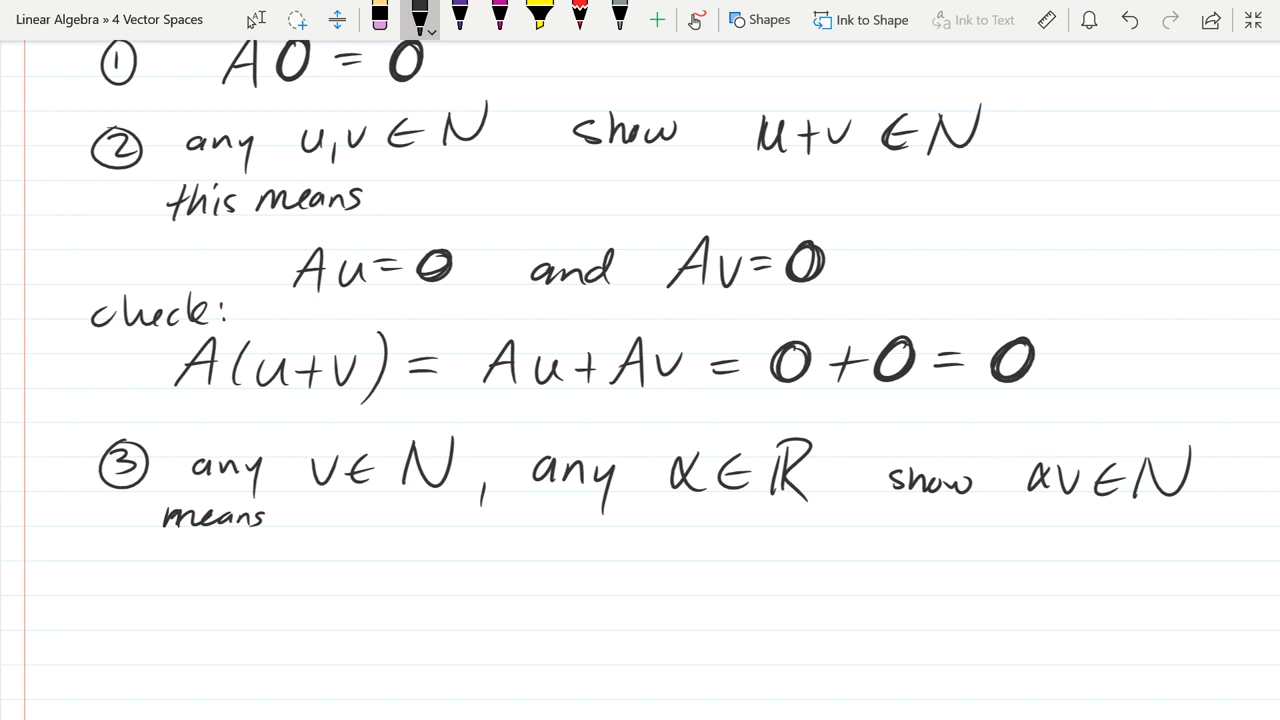 Linear Algebra » 4 Vector Spaces Shapes Ink to Shape Ink to Text
① A0 = 0
② any u,v ∈ N show u+v ∈ N
this means
Au = 0 and Av = 0
check:
A(u+v) = Au + Av = 0 + 0 = 0
③ any v ∈ N, any α ∈ ℝ show αv ∈ N
means